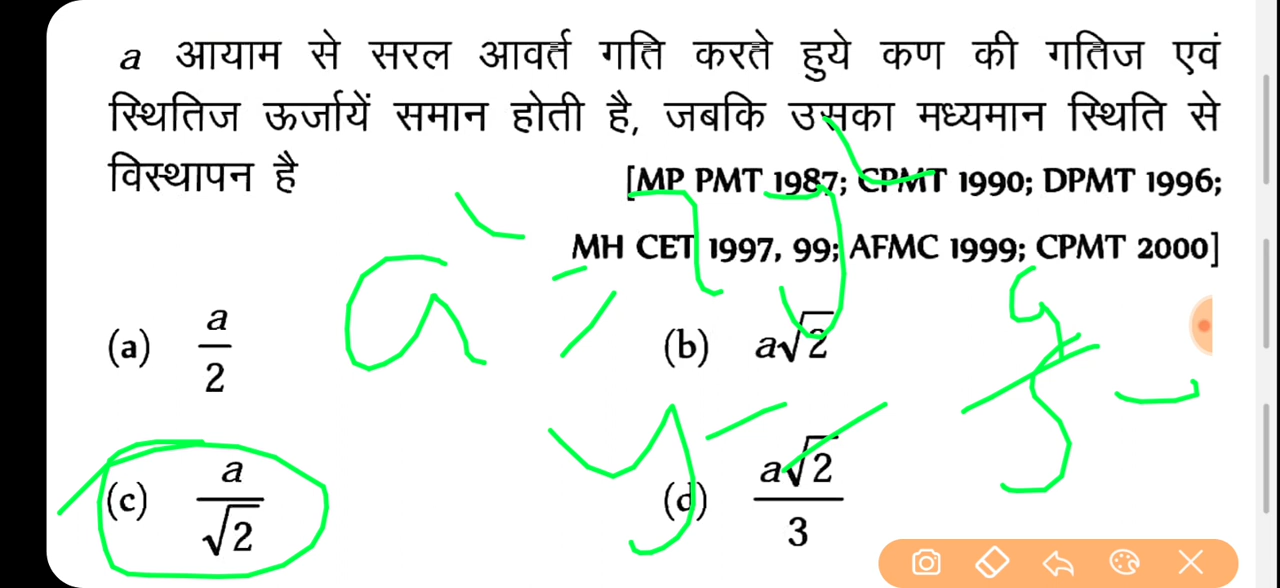 a आयाम से सरल आवर्त गति करते हुये कण की गतिज एवं
स्थितिज ऊर्जायें समान होती है, जबकि उसका मध्यमान स्थिति से
विस्थापन है [MP PMT 1987; CPMT 1990; DPMT 1996;
MH CET 1997, 99; AFMC 1999; CPMT 2000]
(a) a/2 (b) a√2
(c) a/√2 (d) a√2/3